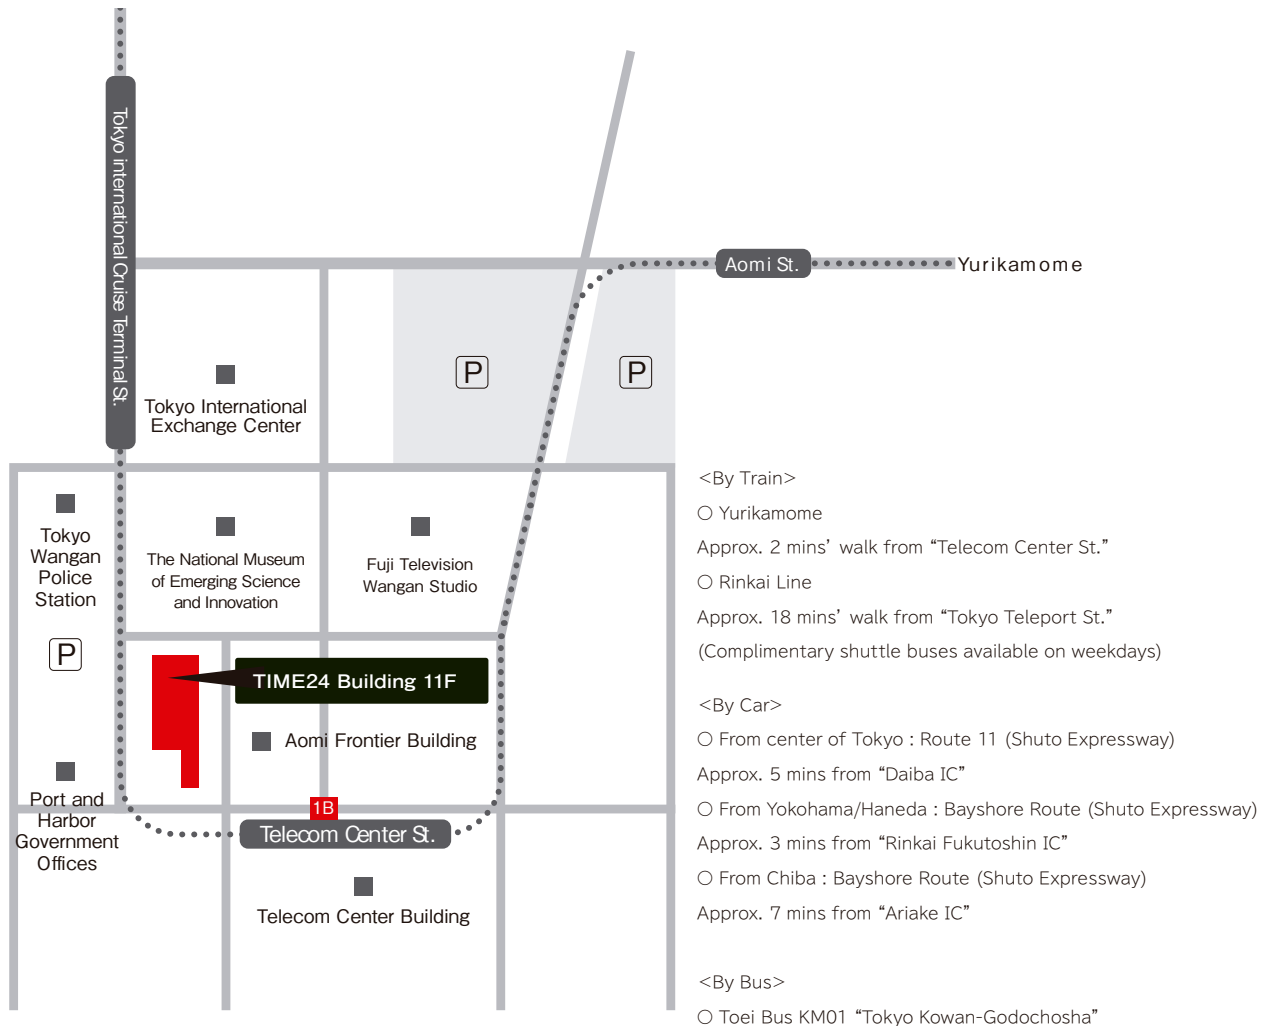 Tokyo international Cruise Terminal St.
Aomi St.
Yurikamome
P
P
Tokyo International
Exchange Center
Tokyo
Wangan
Police
Station
The National Museum
of Emerging Science
and Innovation
Fuji Television
Wangan Studio
P
TIME24 Building 11F
Aomi Frontier Building
Port and
Harbor
Government
Offices
1B
Telecom Center St.
Telecom Center Building
<By Train>
○ Yurikamome
Approx. 2 mins’ walk from “Telecom Center St.”
○ Rinkai Line
Approx. 18 mins’ walk from “Tokyo Teleport St.”
(Complimentary shuttle buses available on weekdays)
<By Car>
○ From center of Tokyo : Route 11 (Shuto Expressway)
Approx. 5 mins from “Daiba IC”
○ From Yokohama/Haneda : Bayshore Route (Shuto Expressway)
Approx. 3 mins from “Rinkai Fukutoshin IC”
○ From Chiba : Bayshore Route (Shuto Expressway)
Approx. 7 mins from “Ariake IC”
<By Bus>
○ Toei Bus KM01 “Tokyo Kowan-Godochosha”